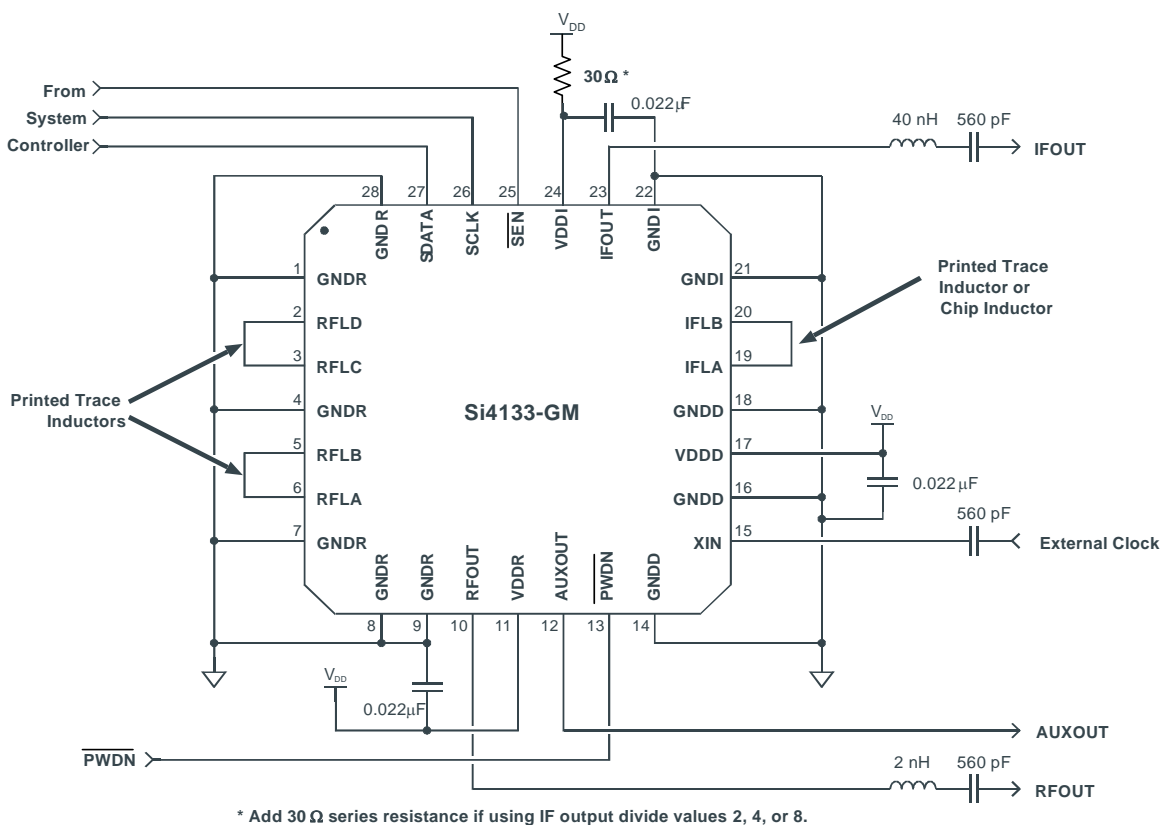 VDD
30Ω *
0.022µF
From
System
Controller
40 nH
560 pF
IFOUT
28
27
26
25
24
23
22
GNDR
SDATA
SCLK
SEN
VDDI
IFOUT
GNDI
1
GNDR
2
RFLD
3
RFLC
4
GNDR
5
RFLB
6
RFLA
7
GNDR
Printed Trace
Inductors
Si4133-GM
21
GNDI
20
IFLB
19
IFLA
18
GNDD
17
VDDD
16
GNDD
15
XIN
Printed Trace
Inductor or
Chip Inductor
VDD
0.022µF
560 pF
External Clock
GNDR
GNDR
RFOUT
VDDR
AUXOUT
PWDN
GNDD
8
9
10
11
12
13
14
VDD
0.022µF
AUXOUT
PWDN
2 nH
560 pF
RFOUT
* Add 30 Ω series resistance if using IF output divide values 2, 4, or 8.